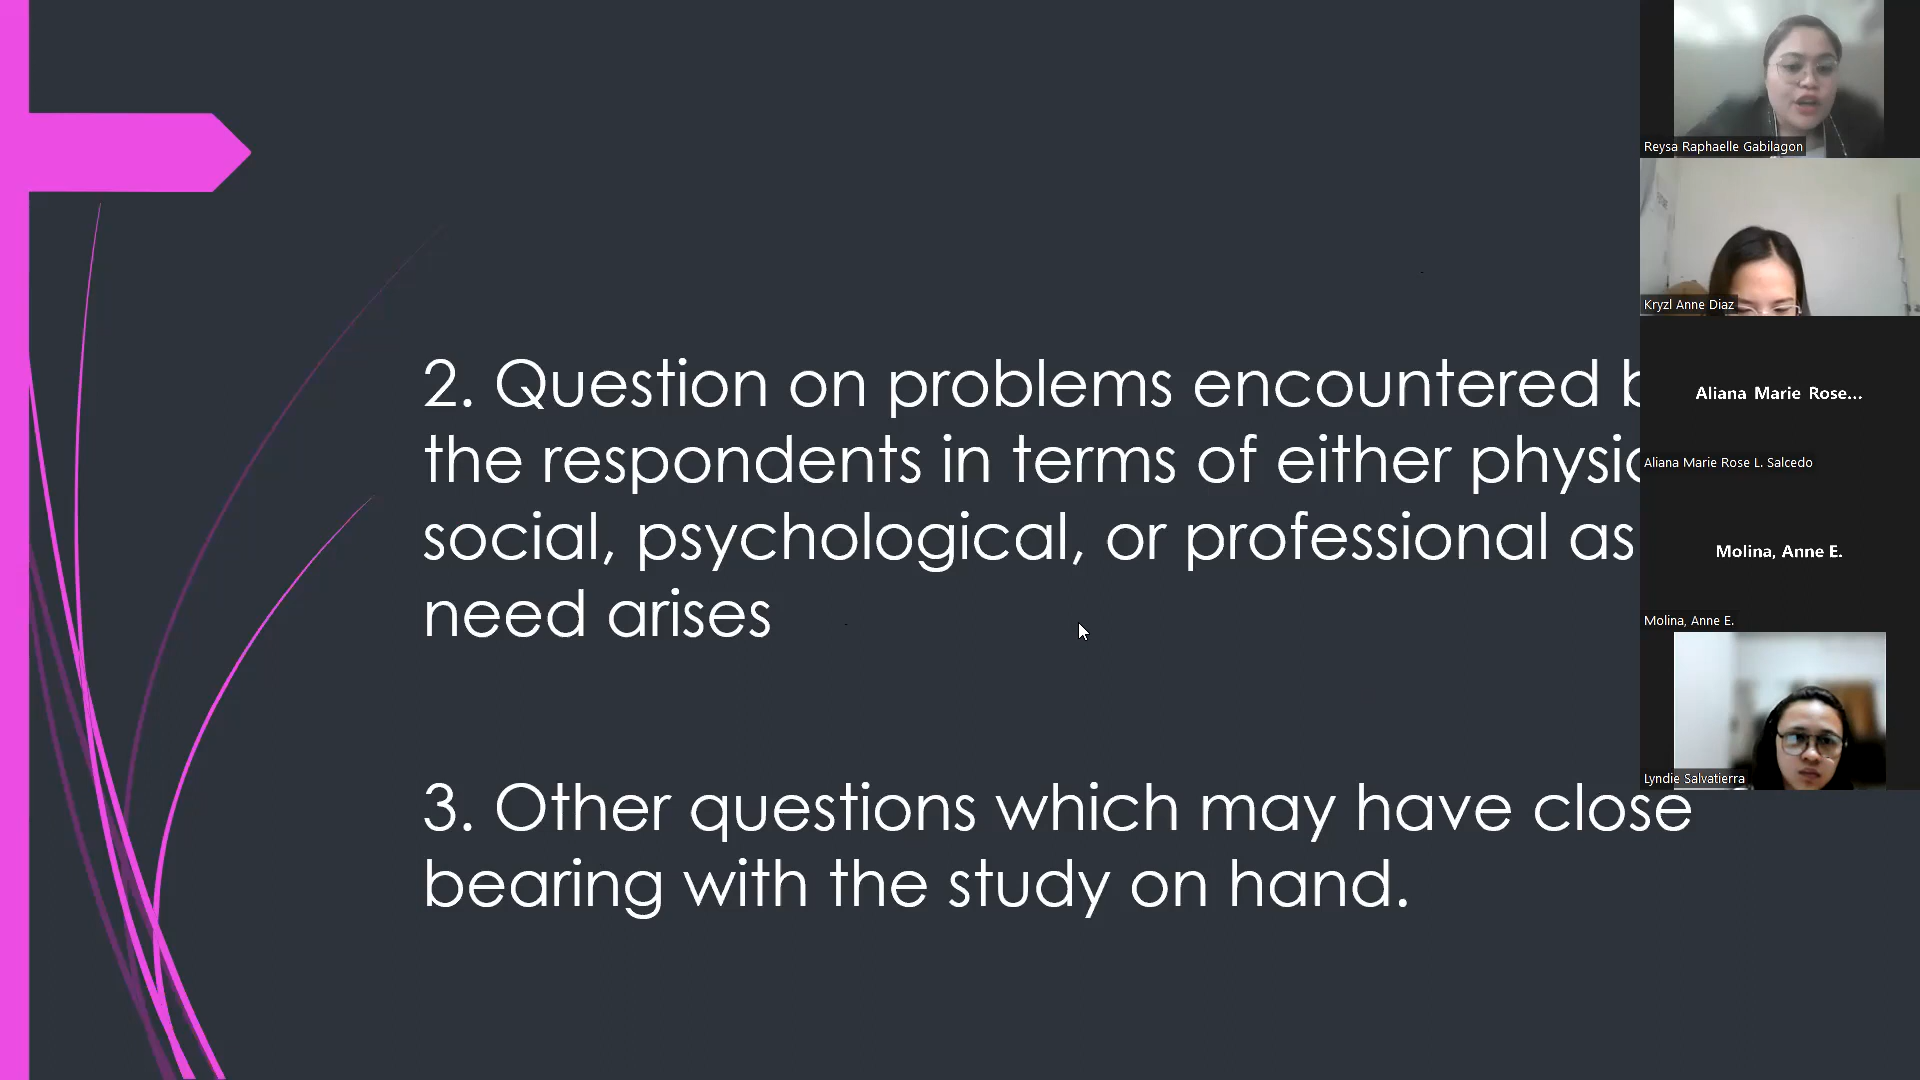 2. Question on problems encountered
the respondents in terms of either
social, psychological, or professional as
need arises
3. Other questions which may have close
bearing with the study on hand.
Reysa Raphaelle Gabilagon
Kryzl Anne Diaz
Aliana Marie Rose...
Aliana Marie Rose L. Salcedo
Molina, Anne E.
Molina, Anne E.
Lyndie Salvatierra